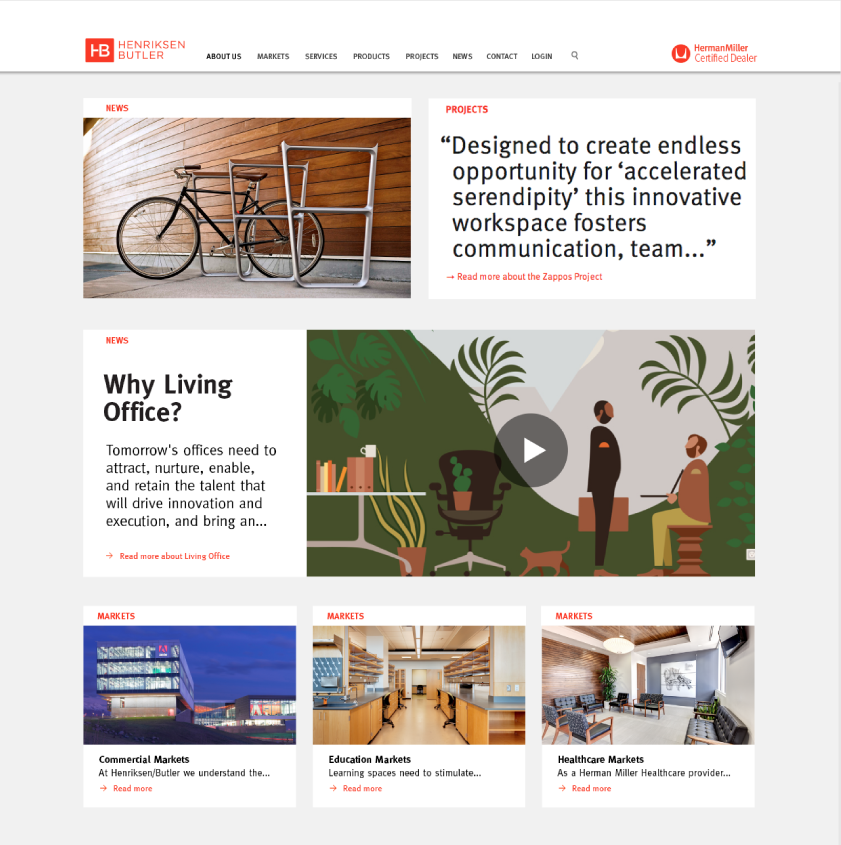 HB
HENRIKSEN
BUTLER
ABOUT US MARKETS SERVICES PRODUCTS PROJECTS NEWS CONTACT LOGIN
HermanMiller
Certified Dealer
NEWS
PROJECTS
“Designed to create endless
opportunity for ‘accelerated
serendipity’ this innovative
workspace fosters
communication, team...”
→ Read more about the Zappos Project
NEWS
Why Living
Office?
Tomorrow's offices need to
attract, nurture, enable,
and retain the talent that
will drive innovation and
execution, and bring an...
→ Read more about Living Office
MARKETS
Commercial Markets
At Henriksen/Butler we understand the...
→ Read more
MARKETS
Education Markets
Learning spaces need to stimulate...
→ Read more
MARKETS
Healthcare Markets
As a Herman Miller Healthcare provider...
→ Read more